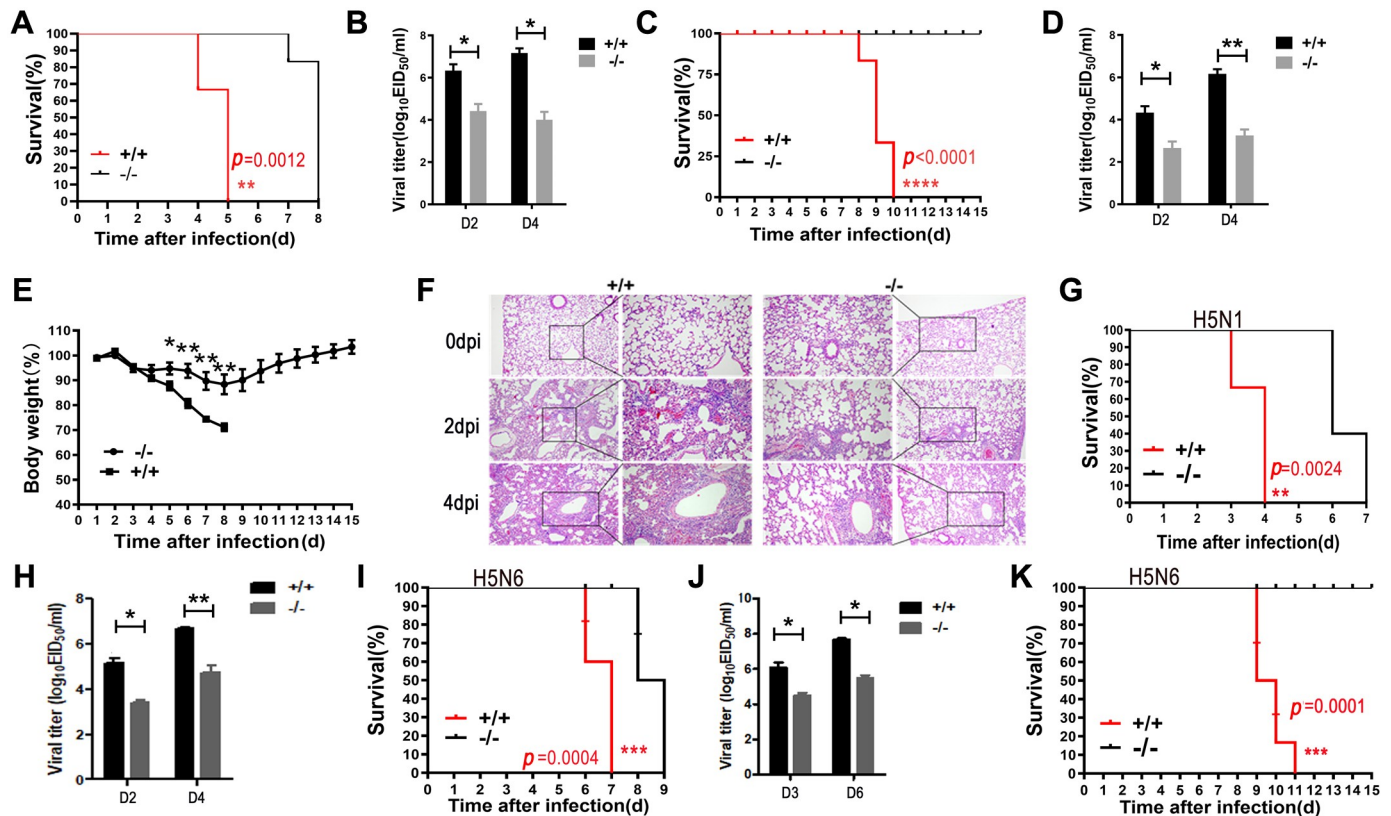 A
Survival(%)
100
90
80
70
60
50
40
30
20
10
0
+/+
-/-
p=0.0012
**
0 1 2 3 4 5 6 7 8
Time after infection(d)
B
Viral titer(log10EID50/ml)
8
6
4
2
0
*
*
+/+
-/-
D2 D4
C
Survival(%)
100
75
50
25
0
+/+
-/-
p<0.0001
****
0 1 2 3 4 5 6 7 8 9 10 11 12 13 14 15
Time after infection(d)
D
Viral titer(log10EID50/ml)
8
6
4
2
0
*
**
+/+
-/-
D2 D4
E
Body weight(%)
110
100
90
80
70
60
50
40
* ** ** **
-/-
+/+
0 1 2 3 4 5 6 7 8 9 10 11 12 13 14 15
Time after infection(d)
F
+/+ -/-
0dpi
2dpi
4dpi
G
H5N1
Survival(%)
100
90
80
70
60
50
40
30
20
10
0
+/+
-/-
p=0.0024
**
0 1 2 3 4 5 6 7
Time after infection(d)
H
Viral titer (log10EID50/ml)
8
6
4
2
0
*
**
+/+
-/-
D2 D4
I
H5N6
Survival(%)
100
90
80
70
60
50
40
30
20
10
0
+/+
-/-
p=0.0004
***
0 1 2 3 4 5 6 7 8 9
Time after infection(d)
J
Viral titer (log10EID50/ml)
10
8
6
4
2
0
*
*
+/+
-/-
D3 D6
K
H5N6
Survival(%)
100
90
80
70
60
50
40
30
20
10
0
+/+
-/-
p=0.0001
***
0 1 2 3 4 5 6 7 8 9 10 11 12 13 14 15
Time after infection(d)